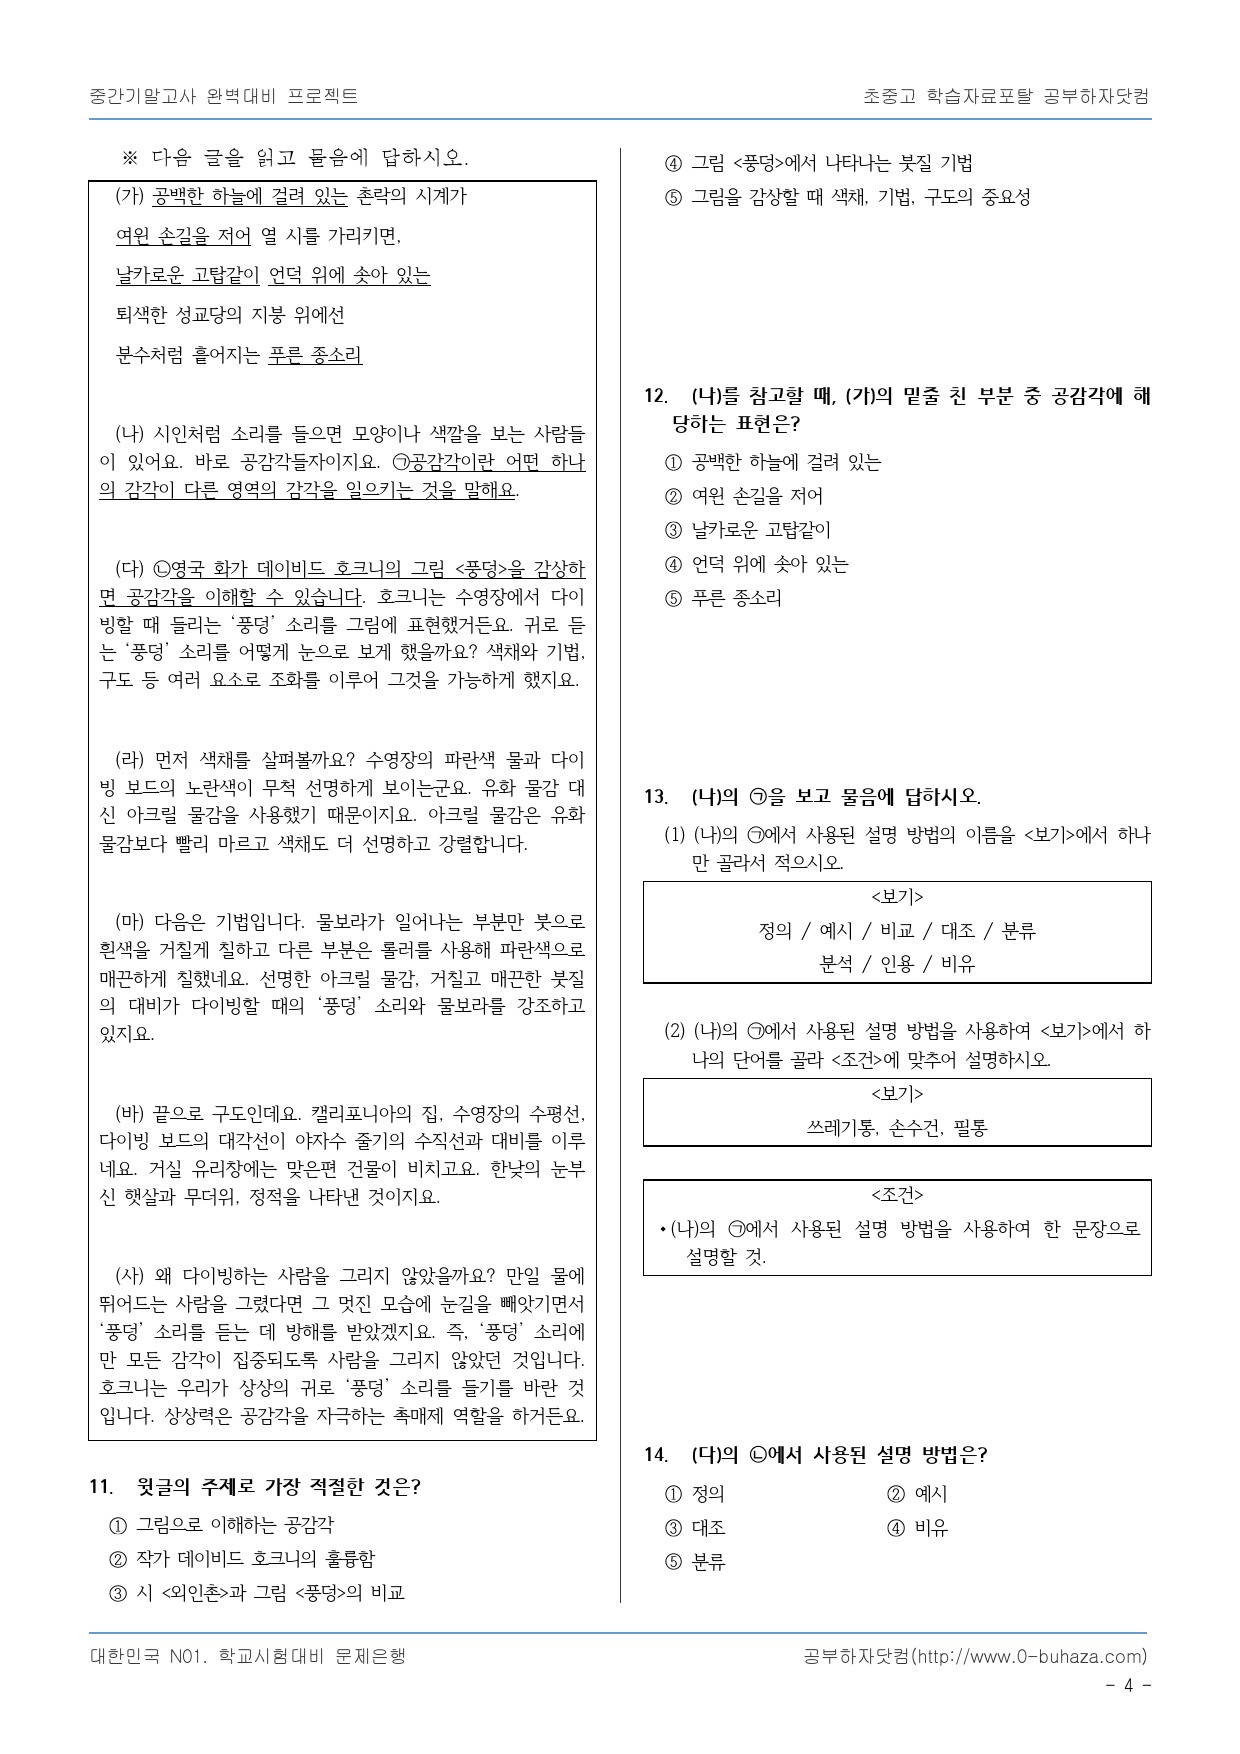 중간기말고사 완벽대비 프로젝트
초중고 학습자료포탈 공부하자닷컴
※ 다음 글을 읽고 물음에 답하시오.
(가) 공백한 하늘에 걸려 있는 촌락의 시계가
여윈 손길을 저어 열 시를 가리키면,
날카로운 고탑같이 언덕 위에 솟아 있는
퇴색한 성교당의 지붕 위에선
분수처럼 흩어지는 푸른 종소리
(나) 시인처럼 소리를 들으면 모양이나 색깔을 보는 사람들
이 있어요. 바로 공감각들자이지요. ㉠공감각이란 어떤 하나
의 감각이 다른 영역의 감각을 일으키는 것을 말해요.
(다) ㉡영국 화가 데이비드 호크니의 그림 <풍덩>을 감상하
면 공감각을 이해할 수 있습니다. 호크니는 수영장에서 다이
빙할 때 들리는 ‘풍덩’ 소리를 그림에 표현했거든요. 귀로 듣
는 ‘풍덩’ 소리를 어떻게 눈으로 보게 했을까요? 색채와 기법,
구도 등 여러 요소로 조화를 이루어 그것을 가능하게 했지요.
(라) 먼저 색채를 살펴볼까요? 수영장의 파란색 물과 다이
빙 보드의 노란색이 무척 선명하게 보이는군요. 유화 물감 대
신 아크릴 물감을 사용했기 때문이지요. 아크릴 물감은 유화
물감보다 빨리 마르고 색채도 더 선명하고 강렬합니다.
(마) 다음은 기법입니다. 물보라가 일어나는 부분만 붓으로
흰색을 거칠게 칠하고 다른 부분은 롤러를 사용해 파란색으로
매끈하게 칠했네요. 선명한 아크릴 물감, 거칠고 매끈한 붓질
의 대비가 다이빙할 때의 ‘풍덩’ 소리와 물보라를 강조하고
있지요.
(바) 끝으로 구도인데요. 캘리포니아의 집, 수영장의 수평선,
다이빙 보드의 대각선이 야자수 줄기의 수직선과 대비를 이루
네요. 거실 유리창에는 맞은편 건물이 비치고요. 한낮의 눈부
신 햇살과 무더위, 정적을 나타낸 것이지요.
(사) 왜 다이빙하는 사람을 그리지 않았을까요? 만일 물에
뛰어드는 사람을 그렸다면 그 멋진 모습에 눈길을 빼앗기면서
‘풍덩’ 소리를 듣는 데 방해를 받았겠지요. 즉, ‘풍덩’ 소리에
만 모든 감각이 집중되도록 사람을 그리지 않았던 것입니다.
호크니는 우리가 상상의 귀로 ‘풍덩’ 소리를 듣기를 바란 것
입니다. 상상력은 공감각을 자극하는 촉매제 역할을 하거든요.
11. 윗글의 주제로 가장 적절한 것은?
① 그림으로 이해하는 공감각
② 작가 데이비드 호크니의 훌륭함
③ 시 <외인촌>과 그림 <풍덩>의 비교
④ 그림 <풍덩>에서 나타나는 붓질 기법
⑤ 그림을 감상할 때 색채, 기법, 구도의 중요성
12. (나)를 참고할 때, (가)의 밑줄 친 부분 중 공감각에 해
당하는 표현은?
① 공백한 하늘에 걸려 있는
② 여윈 손길을 저어
③ 날카로운 고탑같이
④ 언덕 위에 솟아 있는
⑤ 푸른 종소리
13. (나)의 ㉠을 보고 물음에 답하시오.
(1) (나)의 ㉠에서 사용된 설명 방법의 이름을 <보기>에서 하나
만 골라서 적으시오.
<보기>
정의 / 예시 / 비교 / 대조 / 분류
분석 / 인용 / 비유
(2) (나)의 ㉠에서 사용된 설명 방법을 사용하여 <보기>에서 하
나의 단어를 골라 <조건>에 맞추어 설명하시오.
<보기>
쓰레기통, 손수건, 필통
<조건>
•(나)의 ㉠에서 사용된 설명 방법을 사용하여 한 문장으로
설명할 것.
14. (다)의 ㉡에서 사용된 설명 방법은?
① 정의 ② 예시
③ 대조 ④ 비유
⑤ 분류
대한민국 N01. 학교시험대비 문제은행
공부하자닷컴(http://www.0-buhaza.com)
- 4 -